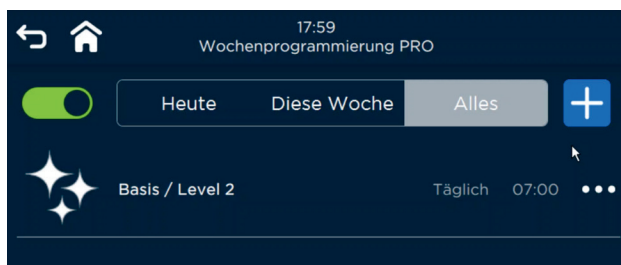 17:59
Wochenprogrammierung PRO
Heute Diese Woche Alles
Basis / Level 2 Täglich 07:00